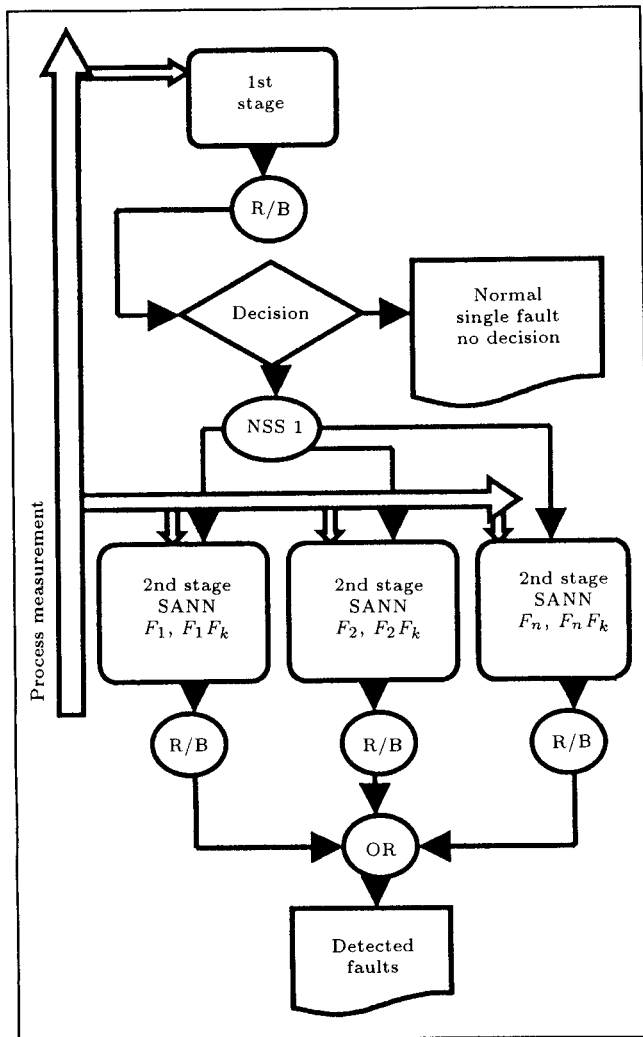 1st
stage
R/B
Decision
Normal
single fault
no decision
NSS 1
Process measurement
2nd stage
SANN
F₁, F₁Fₖ
2nd stage
SANN
F₂, F₂Fₖ
2nd stage
SANN
Fₙ, FₙFₖ
R/B
R/B
R/B
OR
Detected
faults